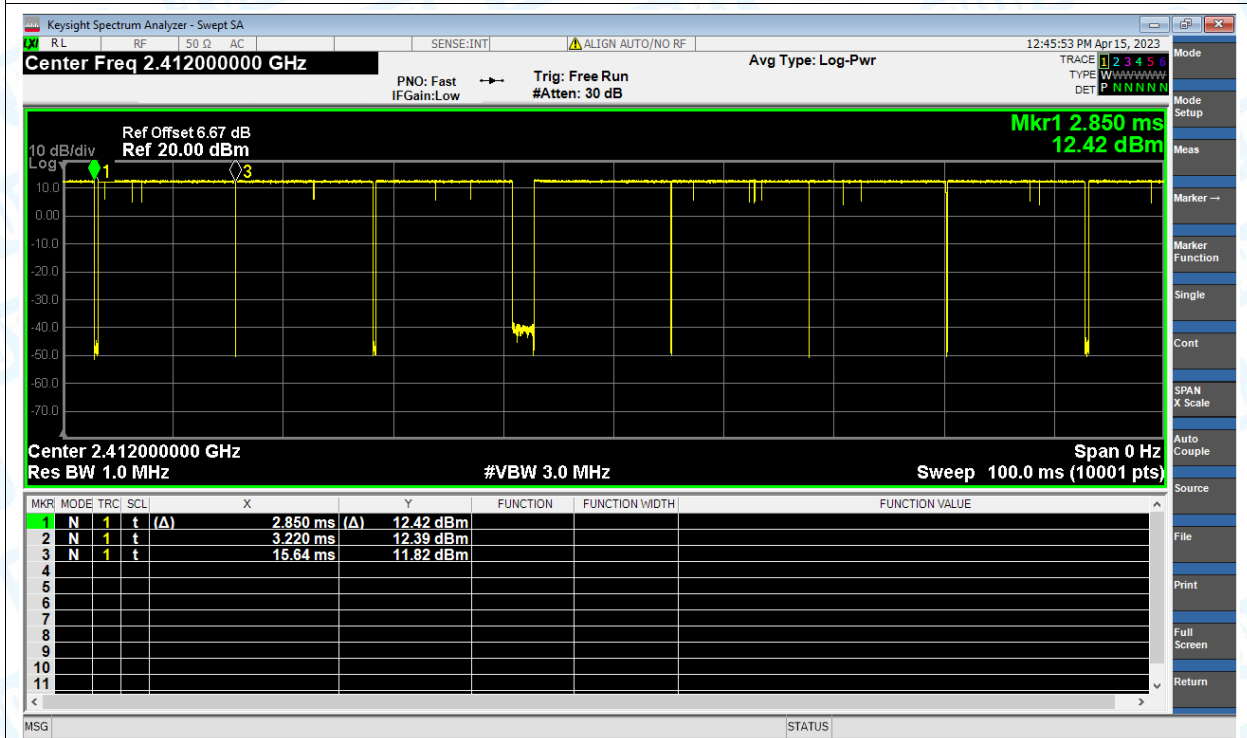 Keysight Spectrum Analyzer - Swept SA
LXI RL RF 50 Ω AC SENSE:INT ALIGN AUTO/NO RF 12:45:53 PM Apr 15, 2023
Center Freq 2.412000000 GHz
PNO: Fast
IFGain:Low
Trig: Free Run
#Atten: 30 dB
Avg Type: Log-Pwr
TRACE 1 2 3 4 5 6
TYPE WWWWWW
DET P N N N N N
Mkr1 2.850 ms
12.42 dBm
Ref Offset 6.67 dB
10 dB/div Ref 20.00 dBm
Log
1
3
10.0
0.00
-10.0
-20.0
-30.0
-40.0
-50.0
-60.0
-70.0
Center 2.412000000 GHz Span 0 Hz
Res BW 1.0 MHz #VBW 3.0 MHz Sweep 100.0 ms (10001 pts)
MKR MODE TRC SCL X Y FUNCTION FUNCTION WIDTH FUNCTION VALUE
1 N 1 t (Δ) 2.850 ms (Δ) 12.42 dBm
2 N 1 t 3.220 ms 12.39 dBm
3 N 1 t 15.64 ms 11.82 dBm
4
5
6
7
8
9
10
11
MSG STATUS
Mode
Mode
Setup
Meas
Marker →
Marker
Function
Single
Cont
SPAN
X Scale
Auto
Couple
Source
File
Print
Full
Screen
Return